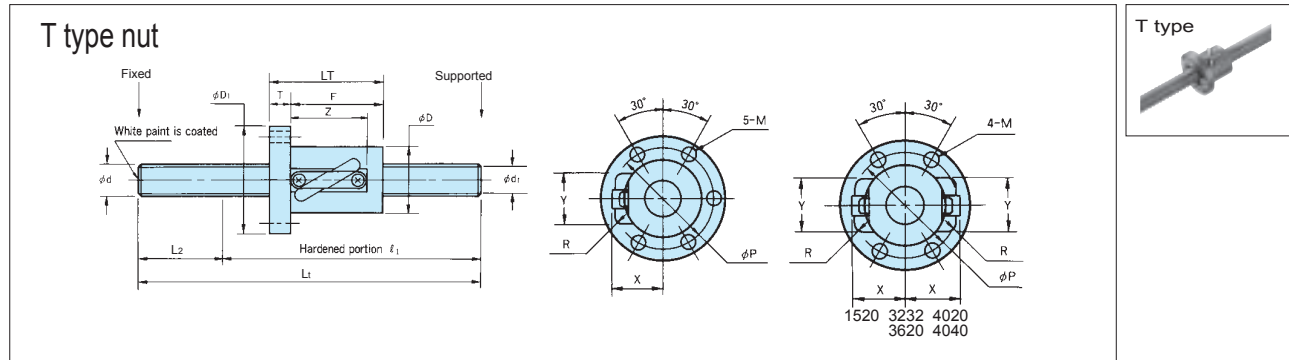 T type nut
T type
Fixed
LT
Supported
φD₁
T
F
Z
φD
White paint is coated
φd
φd₁
L₂
Hardened portion ℓ₁
Lt
30°
30°
5-M
Y
R
φP
X
30°
30°
4-M
Y
Y
R
R
φP
X
X
1520 3232 4020
3620 4040